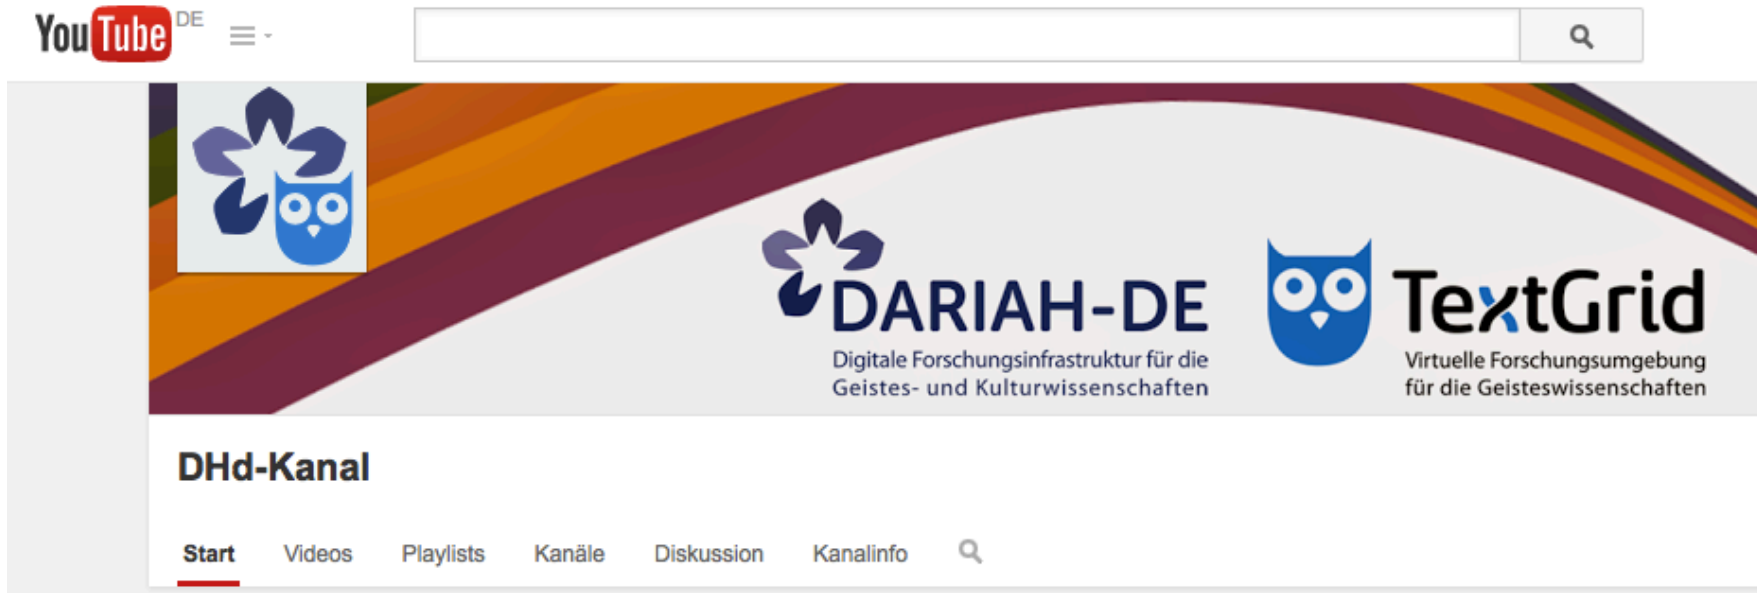 YouTube DE
DARIAH-DE
Digitale Forschungsinfrastruktur für die
Geistes- und Kulturwissenschaften
TextGrid
Virtuelle Forschungsumgebung
für die Geisteswissenschaften
DHd-Kanal
Start Videos Playlists Kanäle Diskussion Kanalinfo